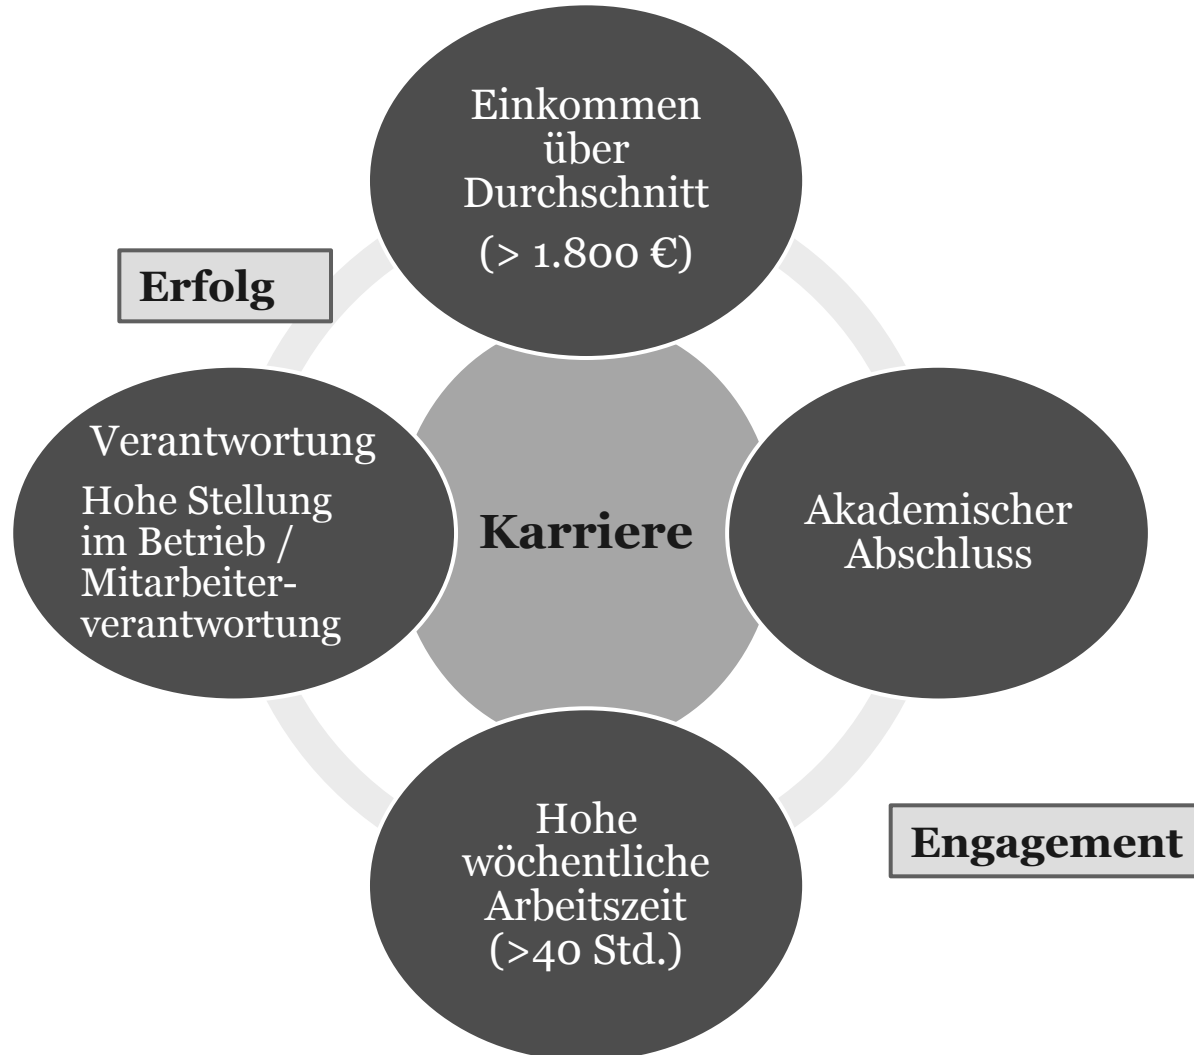 Einkommen
über
Durchschnitt
(> 1.800 €)
Erfolg
Verantwortung
Hohe Stellung
im Betrieb /
Mitarbeiter-
verantwortung
Karriere
Akademischer
Abschluss
Hohe
wöchentliche
Arbeitszeit
(>40 Std.)
Engagement